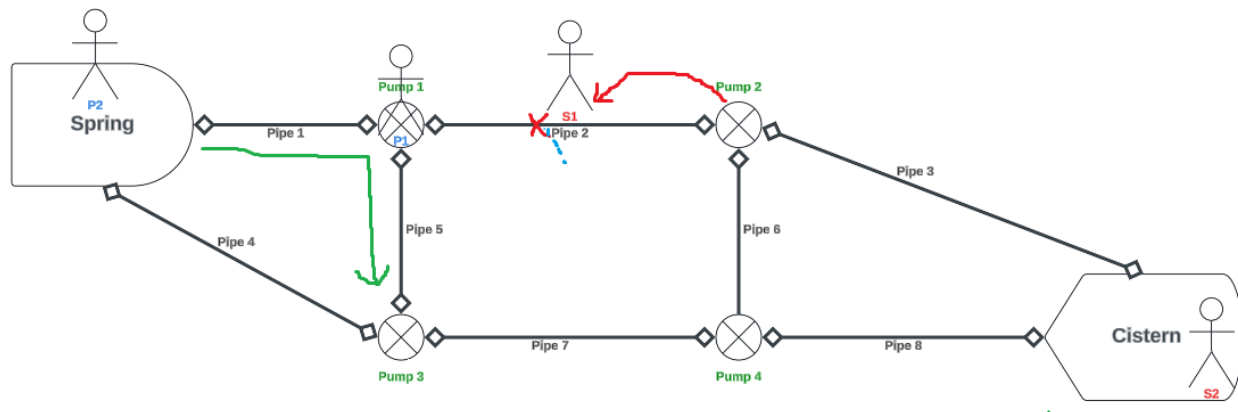 P2
Spring
Pipe 1
Pump 1
P1
S1
Pipe 2
Pump 2
Pipe 3
Pipe 4
Pipe 5
Pipe 6
Pump 3
Pipe 7
Pump 4
Pipe 8
Cistern
S2